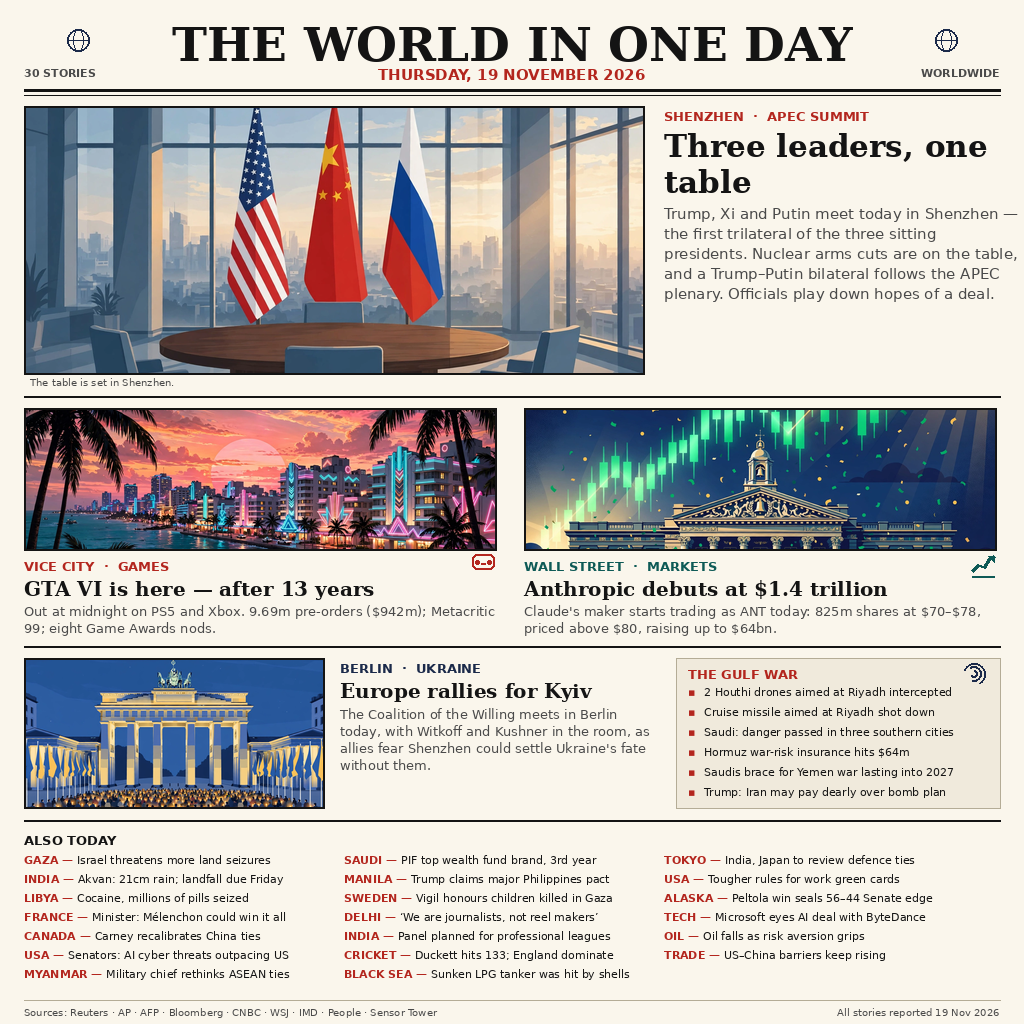 THE WORLD IN ONE DAY
30 STORIES
THURSDAY, 19 NOVEMBER 2026
WORLDWIDE
SHENZHEN · APEC SUMMIT
Three leaders, one
table
Trump, Xi and Putin meet today in Shenzhen —
the first trilateral of the three sitting
presidents. Nuclear arms cuts are on the table,
and a Trump–Putin bilateral follows the APEC
plenary. Officials play down hopes of a deal.
The table is set in Shenzhen.
VICE CITY · GAMES
GTA VI is here — after 13 years
Out at midnight on PS5 and Xbox. 9.69m pre-orders ($942m); Metacritic
99; eight Game Awards nods.
WALL STREET · MARKETS
Anthropic debuts at $1.4 trillion
Claude's maker starts trading as ANT today: 825m shares at $70–$78,
priced above $80, raising up to $64bn.
BERLIN · UKRAINE
Europe rallies for Kyiv
The Coalition of the Willing meets in Berlin
today, with Witkoff and Kushner in the room, as
allies fear Shenzhen could settle Ukraine's fate
without them.
THE GULF WAR
▪ 2 Houthi drones aimed at Riyadh intercepted
▪ Cruise missile aimed at Riyadh shot down
▪ Saudi: danger passed in three southern cities
▪ Hormuz war-risk insurance hits $64m
▪ Saudis brace for Yemen war lasting into 2027
▪ Trump: Iran may pay dearly over bomb plan
ALSO TODAY
GAZA — Israel threatens more land seizures
INDIA — Akvan: 21cm rain; landfall due Friday
LIBYA — Cocaine, millions of pills seized
FRANCE — Minister: Mélenchon could win it all
CANADA — Carney recalibrates China ties
USA — Senators: AI cyber threats outpacing US
MYANMAR — Military chief rethinks ASEAN ties
SAUDI — PIF top wealth fund brand, 3rd year
MANILA — Trump claims major Philippines pact
SWEDEN — Vigil honours children killed in Gaza
DELHI — ‘We are journalists, not reel makers’
INDIA — Panel planned for professional leagues
CRICKET — Duckett hits 133; England dominate
BLACK SEA — Sunken LPG tanker was hit by shells
TOKYO — India, Japan to review defence ties
USA — Tougher rules for work green cards
ALASKA — Peltola win seals 56–44 Senate edge
TECH — Microsoft eyes AI deal with ByteDance
OIL — Oil falls as risk aversion grips
TRADE — US–China barriers keep rising
Sources: Reuters · AP · AFP · Bloomberg · CNBC · WSJ · IMD · People · Sensor Tower
All stories reported 19 Nov 2026